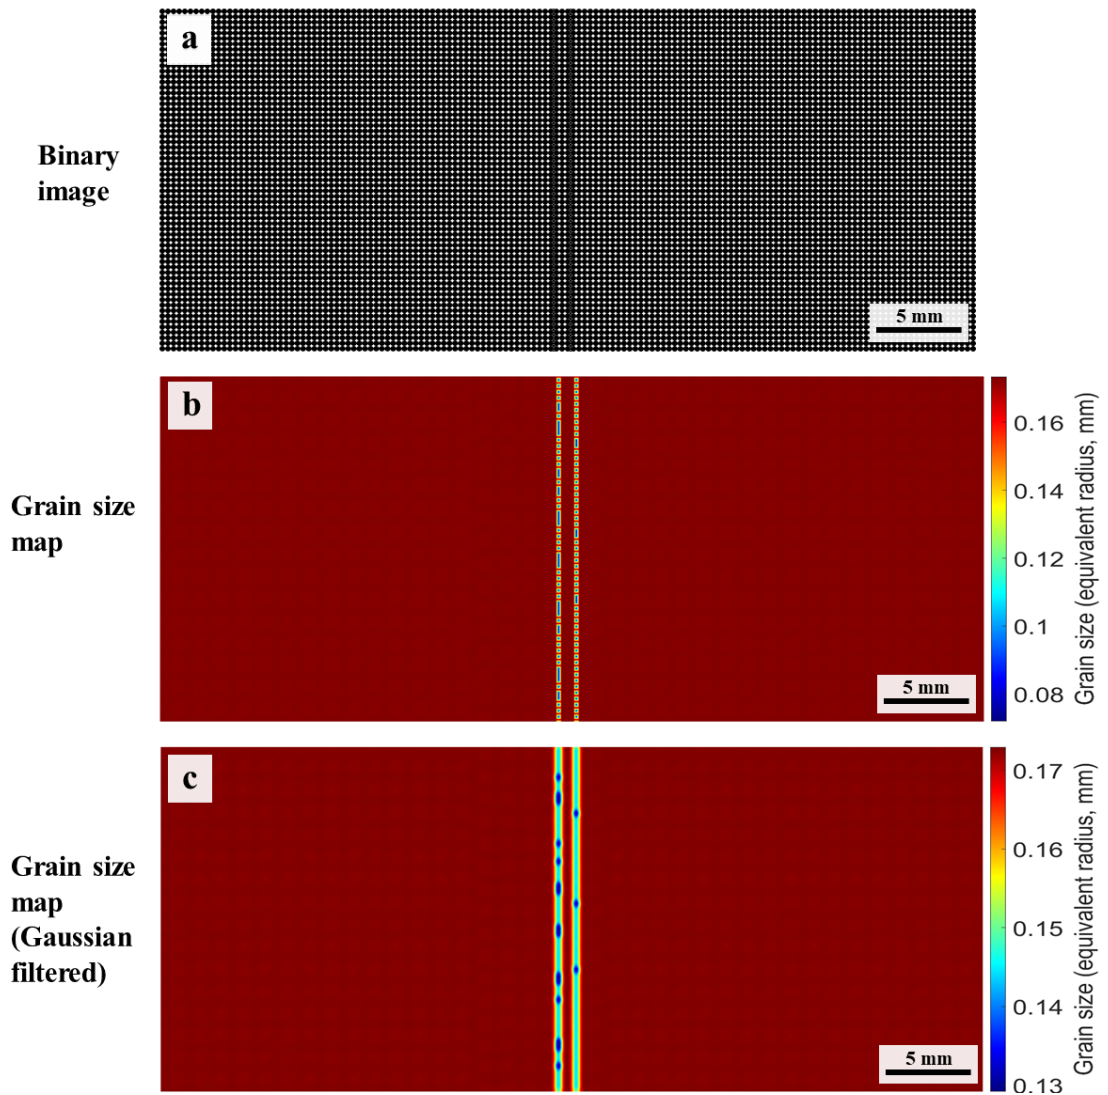 a
Binary
image
5 mm
b
Grain size
map
5 mm
0.16
0.14
0.12
0.1
0.08
Grain size (equivalent radius, mm)
c
Grain size
map
(Gaussian
filtered)
5 mm
0.17
0.16
0.15
0.14
0.13
Grain size (equivalent radius, mm)